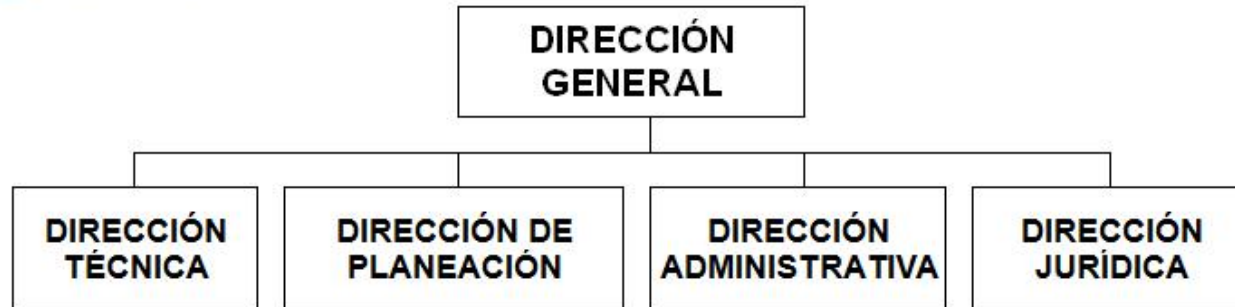 DIRECCIÓN
GENERAL
DIRECCIÓN
TÉCNICA
DIRECCIÓN DE
PLANEACIÓN
DIRECCIÓN
ADMINISTRATIVA
DIRECCIÓN
JURÍDICA